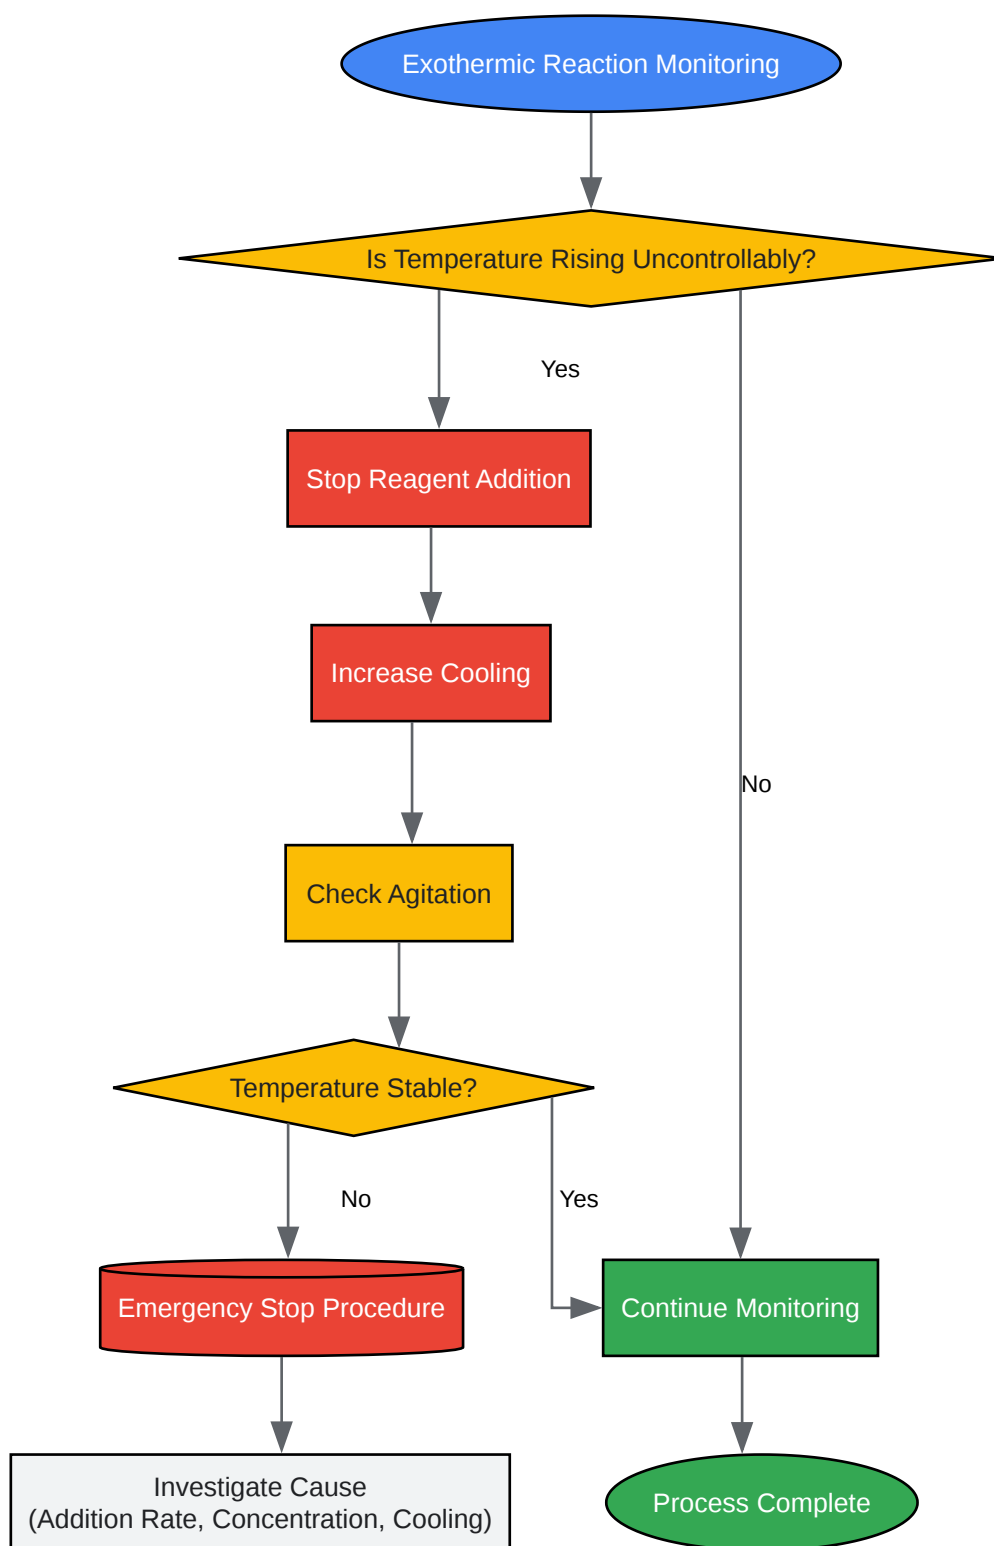 Exothermic Reaction Monitoring
Is Temperature Rising Uncontrollably?
Yes
Stop Reagent Addition
Increase Cooling
No
Check Agitation
Temperature Stable?
No
Yes
Emergency Stop Procedure
Continue Monitoring
Investigate Cause
(Addition Rate, Concentration, Cooling)
Process Complete